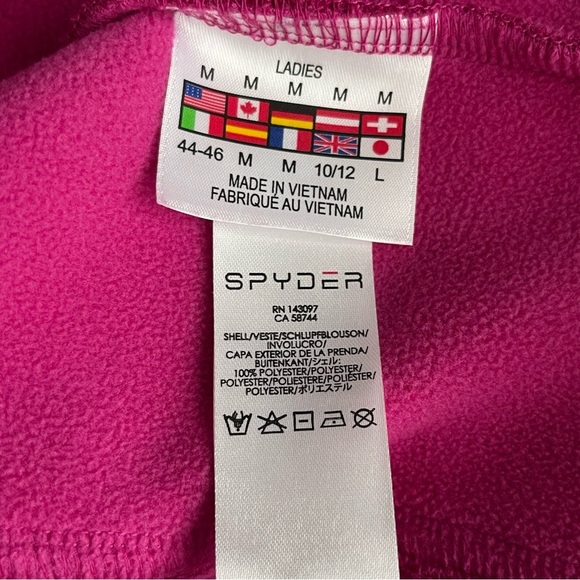 LADIES
M M M M M
44-46 M M 10/12 L
MADE IN VIETNAM
FABRIQUÉ AU VIETNAM
SPYDER
RN 143097
CA 58744
SHELL/VESTE/SCHLUPFBLOUSON/
INVOLUCRO/
CAPA EXTERIOR DE LA PRENDA/
BUITENKANT/シェル:
100% POLYESTER/POLYESTER/
POLYESTER/POLIESTERE/POLIÉSTER/
POLYESTER/ポリエステル